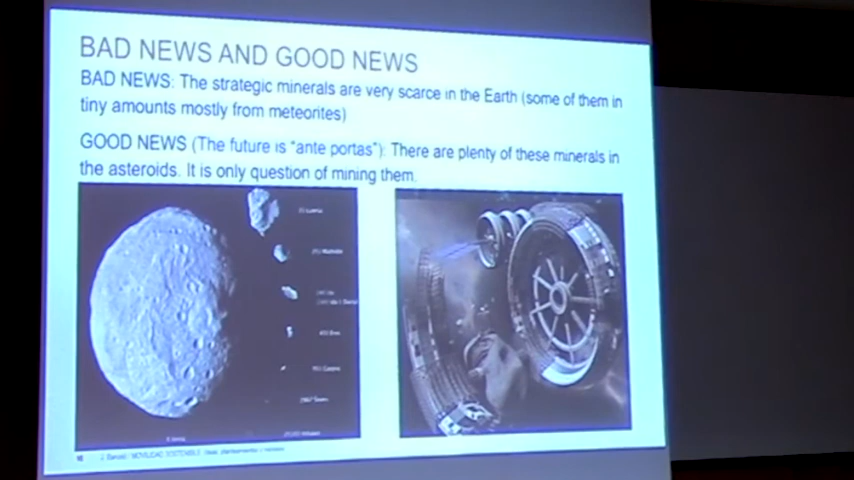 BAD NEWS AND GOOD NEWS
BAD NEWS: The strategic minerals are very scarce in the Earth (some of them in
tiny amounts mostly from meteorites)
GOOD NEWS (The future is "ante portas"): There are plenty of these minerals in
the asteroids. It is only question of mining them.
MOVILIDAD SOSTENIBLE